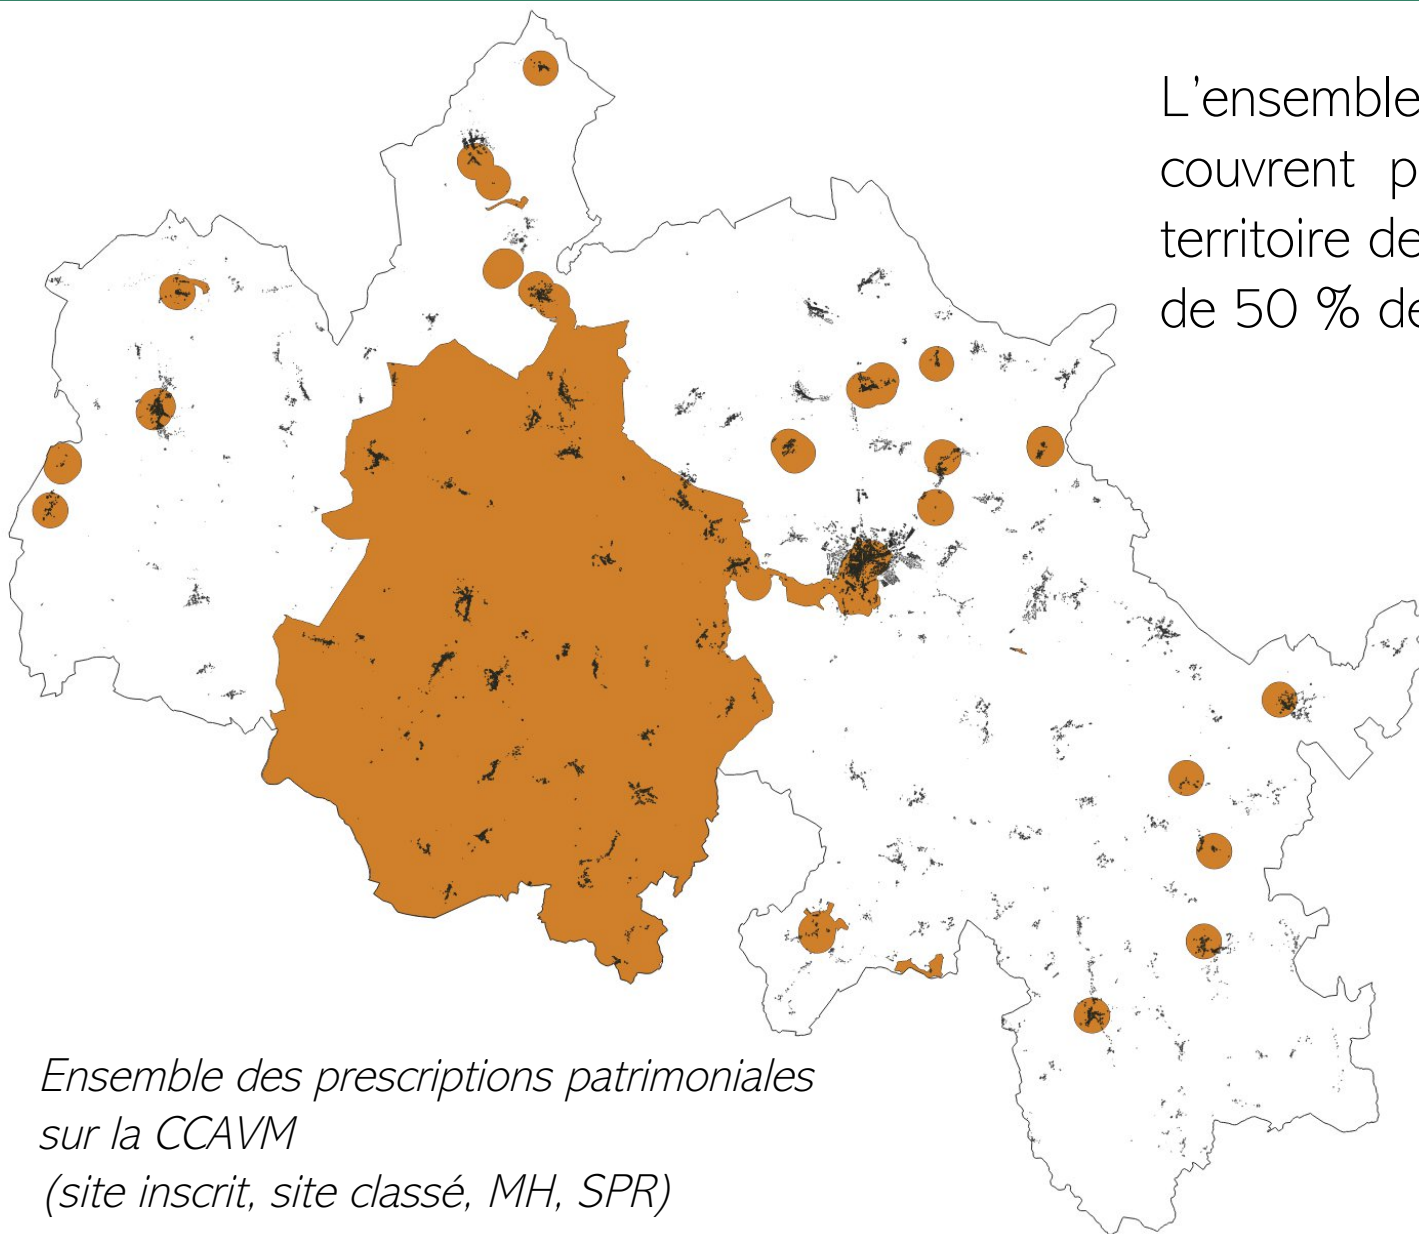 L'ensemble
couvrent p
territoire de
de 50 % de
Ensemble des prescriptions patrimoniales
sur la CCAVM
(site inscrit, site classé, MH, SPR)